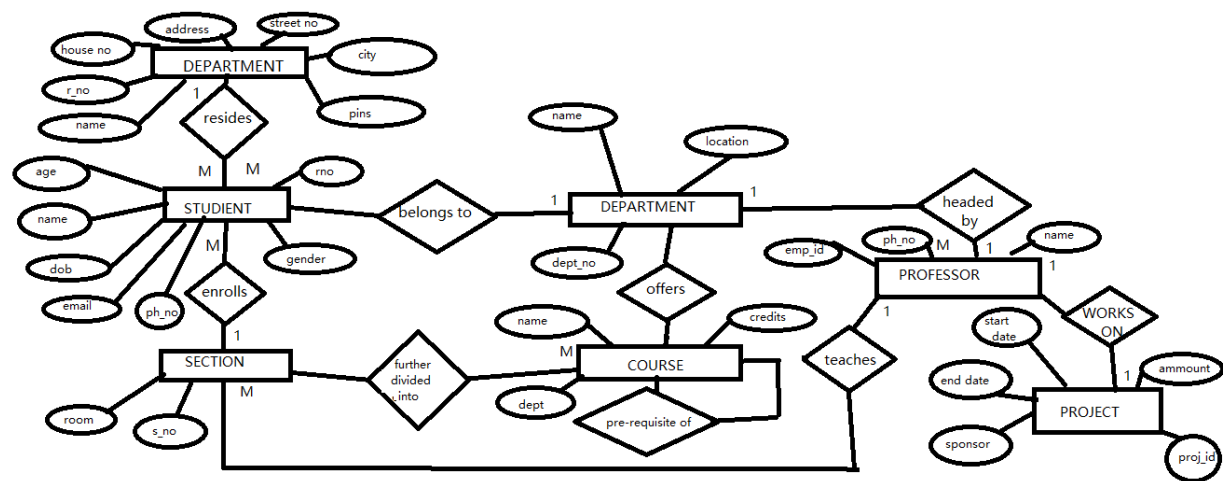 address
street no
house no
city
DEPARTMENT
r_no
1
pins
name
resides
name
location
M
M
age
rno
STUDIENT
belongs to
1
DEPARTMENT
1
headed
by
name
M
gender
dept_no
emp_id
ph_no
M
1
name
1
dob
PROFESSOR
email
ph_no
enrolls
offers
1
WORKS
ON
name
credits
start
date
1
SECTION
M
further
divided
into
M
COURSE
teaches
end date
1
ammount
room
s_no
dept
pre-requisite of
PROJECT
sponsor
proj_id